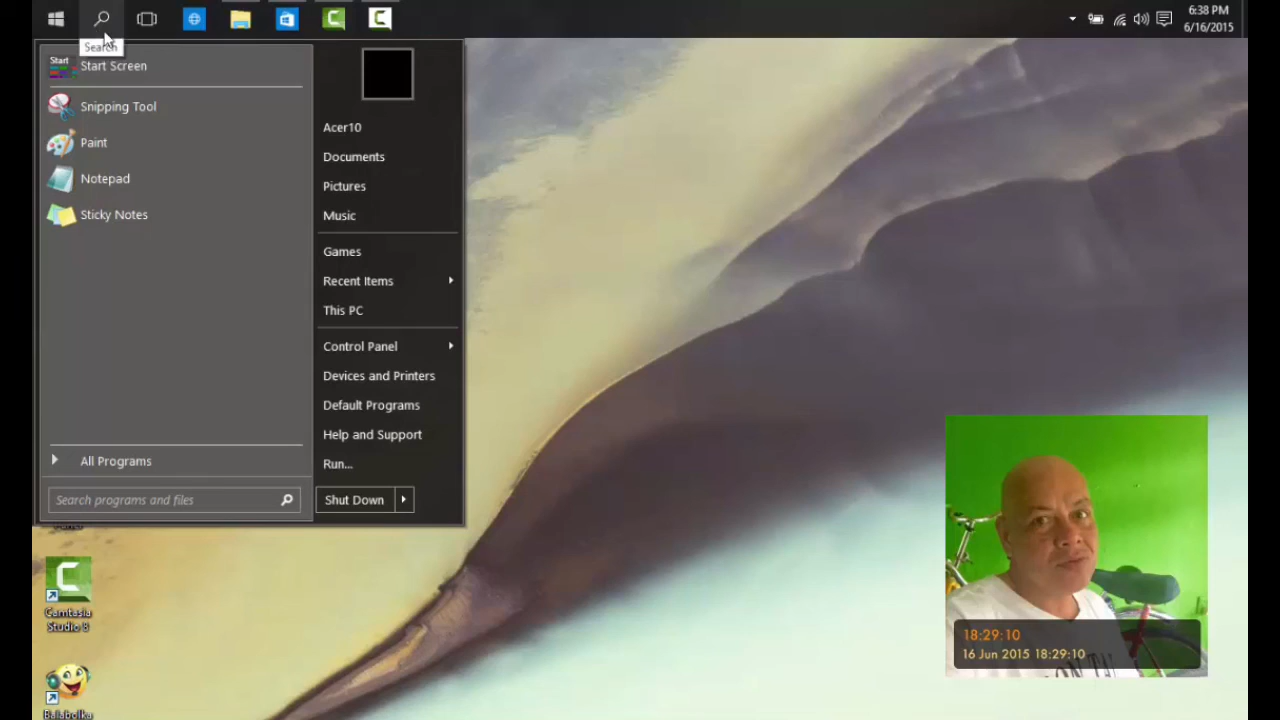 6:38 PM
6/16/2015
Search
Start
Start Screen
Snipping Tool
Paint
Notepad
Sticky Notes
All Programs
Search programs and files
Acer10
Documents
Pictures
Music
Games
Recent Items
This PC
Control Panel
Devices and Printers
Default Programs
Help and Support
Run...
Shut Down
Camtasia
Studio 8
Balabolka
18:29:10
16 Jun 2015 18:29:10